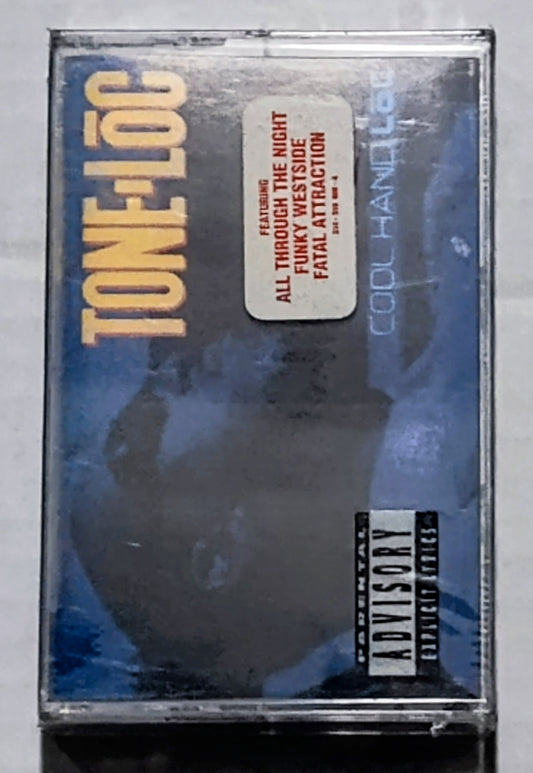 TONE-LŌC
FEATURING
ALL THROUGH THE NIGHT
FUNKY WESTSIDE
FATAL ATTRACTION
COOL HAND LŌC
PARENTAL
ADVISORY
EXPLICIT LYRICS